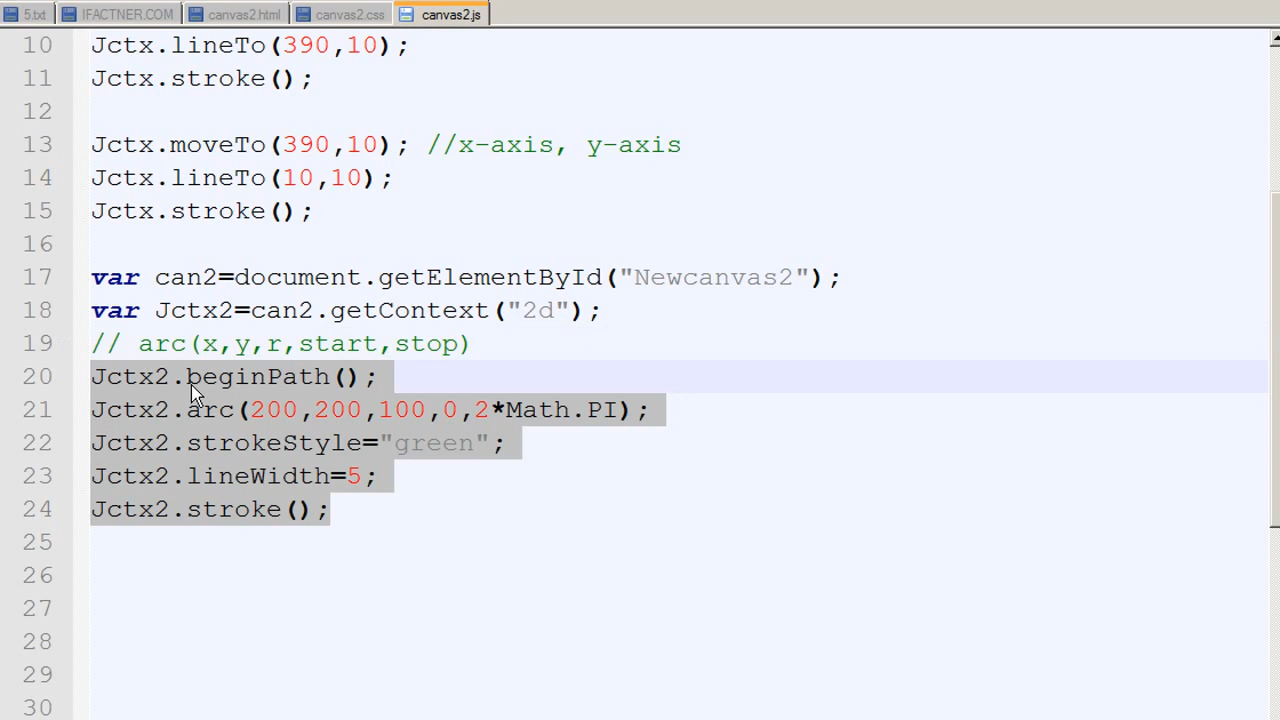 5.txt IFACTNER.COM canvas2.html canvas2.css canvas2.js
10 Jctx.lineTo(390,10);
11 Jctx.stroke();
12
13 Jctx.moveTo(390,10); //x-axis, y-axis
14 Jctx.lineTo(10,10);
15 Jctx.stroke();
16
17 var can2=document.getElementById("Newcanvas2");
18 var Jctx2=can2.getContext("2d");
19 // arc(x,y,r,start,stop)
20 Jctx2.beginPath();
21 Jctx2.arc(200,200,100,0,2*Math.PI);
22 Jctx2.strokeStyle="green";
23 Jctx2.lineWidth=5;
24 Jctx2.stroke();
25
26
27
28
29
30